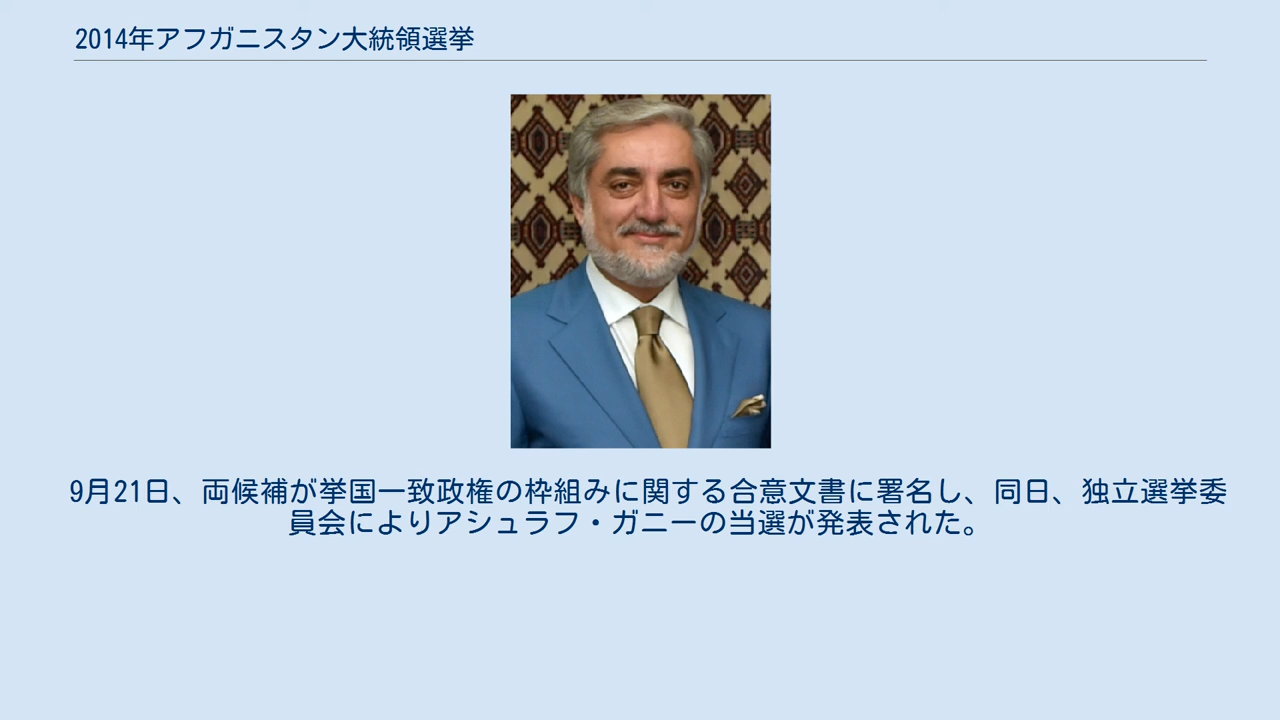 2014年アフガニスタン大統領選挙
9月21日、両候補が挙国一致政権の枠組みに関する合意文書に署名し、同日、独立選挙委
員会によりアシュラフ・ガニーの当選が発表された。